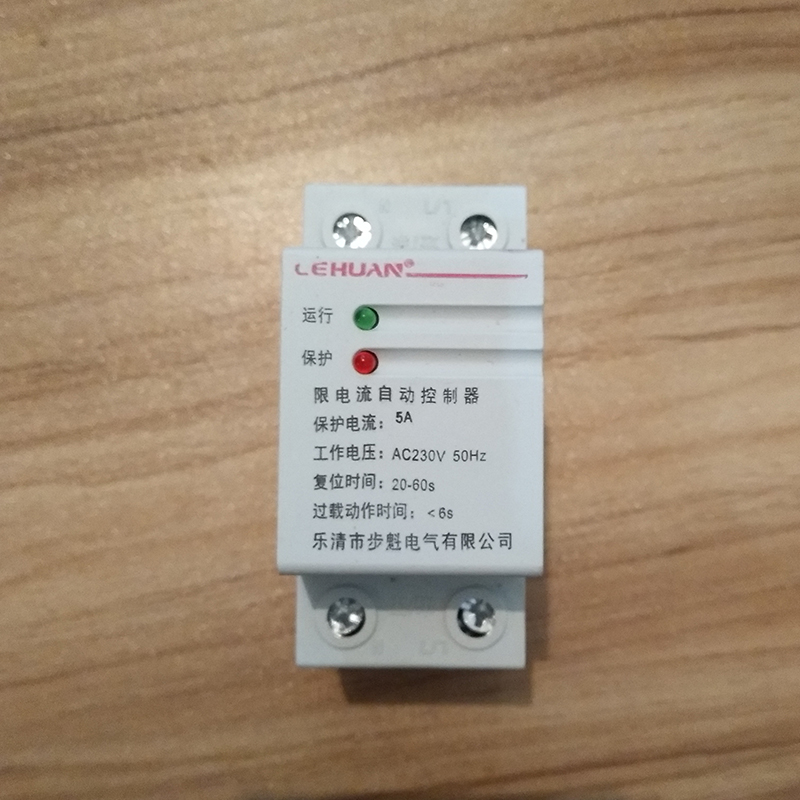 LEHUAN®
运行
保护
限电流自动控制器
保护电流：5A
工作电压：AC230V 50Hz
复位时间：20-60s
过载动作时间：＜6s
乐清市步魁电气有限公司